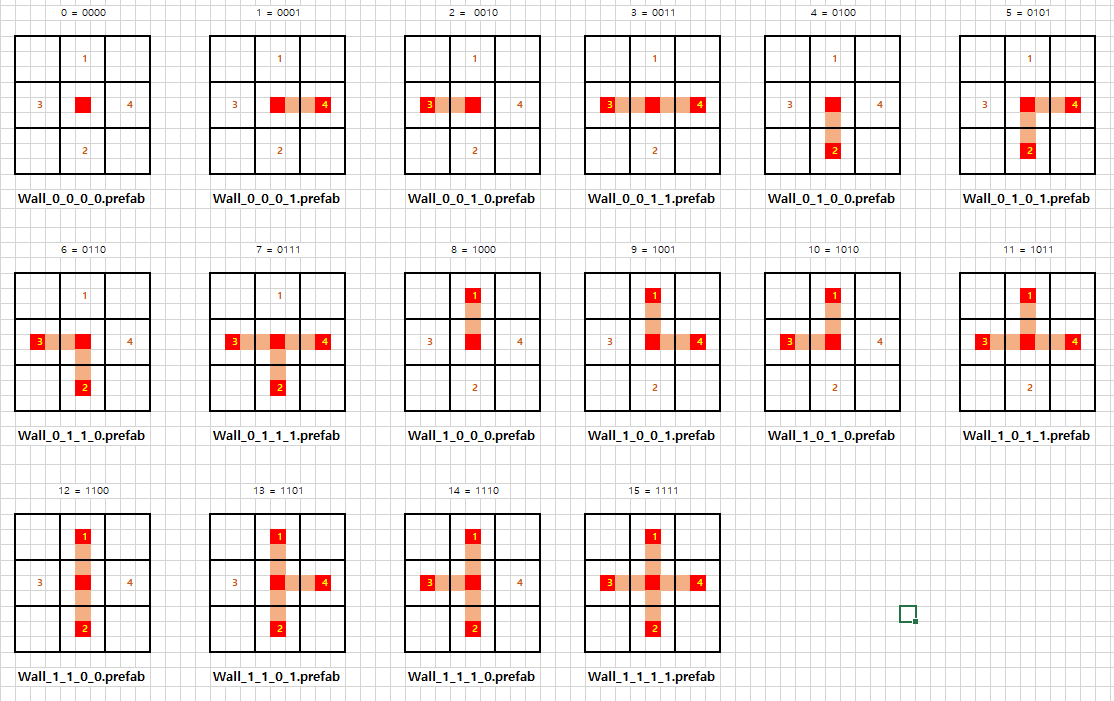 0 = 0000
1 = 0001
2 = 0010
3 = 0011
4 = 0100
5 = 0101
1
1
1
1
1
1
3
4
3
4
3
4
3
4
3
4
3
4
2
2
2
2
2
2
Wall_0_0_0_0.prefab
Wall_0_0_0_1.prefab
Wall_0_0_1_0.prefab
Wall_0_0_1_1.prefab
Wall_0_1_0_0.prefab
Wall_0_1_0_1.prefab
6 = 0110
7 = 0111
8 = 1000
9 = 1001
10 = 1010
11 = 1011
1
1
1
1
1
1
3
4
3
4
3
4
3
4
3
4
3
4
2
2
2
2
2
2
Wall_0_1_1_0.prefab
Wall_0_1_1_1.prefab
Wall_1_0_0_0.prefab
Wall_1_0_0_1.prefab
Wall_1_0_1_0.prefab
Wall_1_0_1_1.prefab
12 = 1100
13 = 1101
14 = 1110
15 = 1111
1
1
1
1
3
4
3
4
3
4
3
4
2
2
2
2
Wall_1_1_0_0.prefab
Wall_1_1_0_1.prefab
Wall_1_1_1_0.prefab
Wall_1_1_1_1.prefab